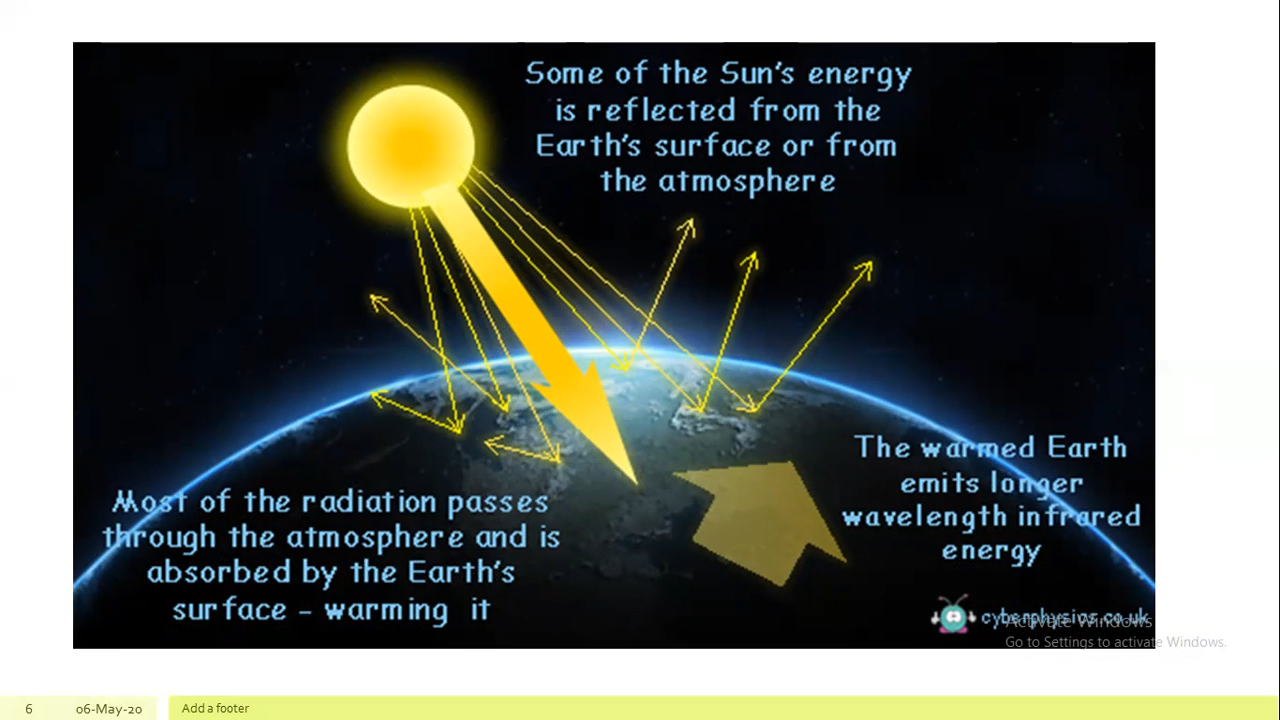 Some of the Sun's energy
is reflected from the
Earth's surface or from
the atmosphere
The warmed Earth
emits longer
wavelength infrared
energy
Most of the radiation passes
through the atmosphere and is
absorbed by the Earth's
surface - warming it
cyberphysics.co.uk
Activate Windows
Go to Settings to activate Windows.
6
06-May-20
Add a footer